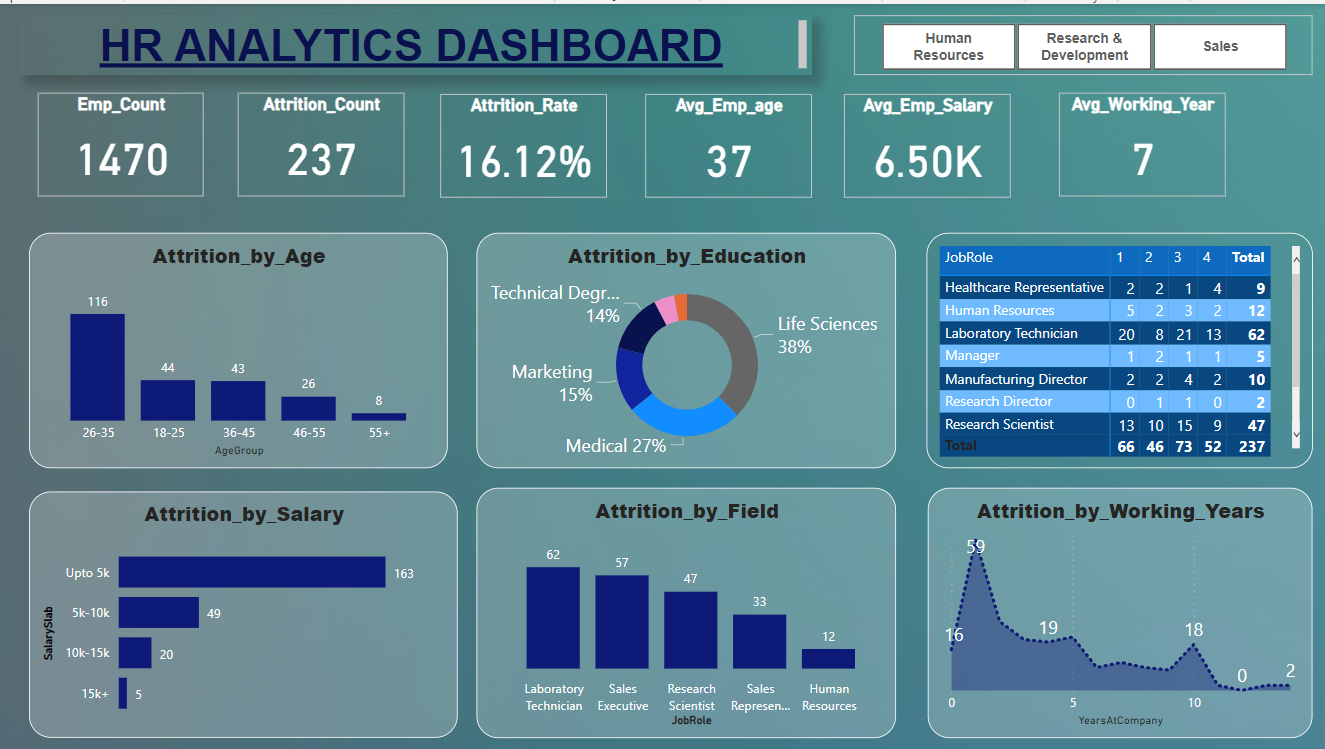 HR ANALYTICS DASHBOARD
Human
Resources
Research &
Development
Sales
Emp_Count
1470
Attrition_Count
237
Attrition_Rate
16.12%
Avg_Emp_age
37
Avg_Emp_Salary
6.50K
Avg_Working_Year
7
Attrition_by_Age
116
44
43
26
8
26-35 18-25 36-45 46-55 55+
AgeGroup
Attrition_by_Education
Technical Degr...
14%
Life Sciences
38%
Marketing
15%
Medical 27%
JobRole 1 2 3 4 Total
Healthcare Representative 2 2 1 4 9
Human Resources 5 2 3 2 12
Laboratory Technician 20 8 21 13 62
Manager 1 2 1 1 5
Manufacturing Director 2 2 4 2 10
Research Director 0 1 1 0 2
Research Scientist 13 10 15 9 47
Total 66 46 73 52 237
Attrition_by_Salary
SalarySlab
Upto 5k 163
5k-10k 49
10k-15k 20
15k+ 5
Attrition_by_Field
62
57
47
33
12
Laboratory
Technician
Sales
Executive
Research
Scientist
Sales
Represen...
Human
Resources
JobRole
Attrition_by_Working_Years
59
16
19
18
0
2
0 5 10
YearsAtCompany